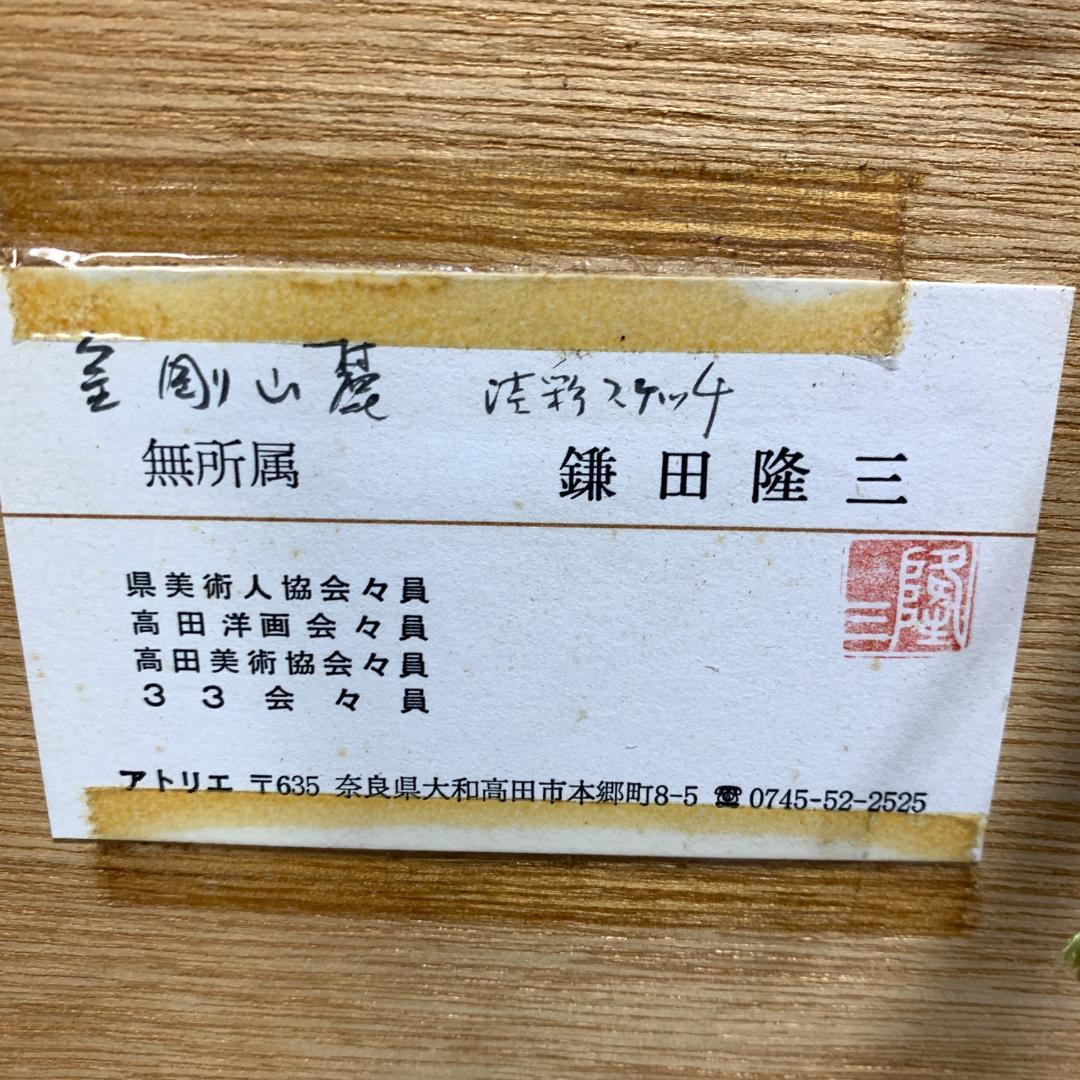 金剛山麓 淡彩スケッチ
無所属 鎌田隆三
隆三
県美術人協会々員
高田洋画会々員
高田美術協会々員
33会々員
アトリエ 〒635 奈良県大和高田市本郷町8-5 ☎0745-52-2525